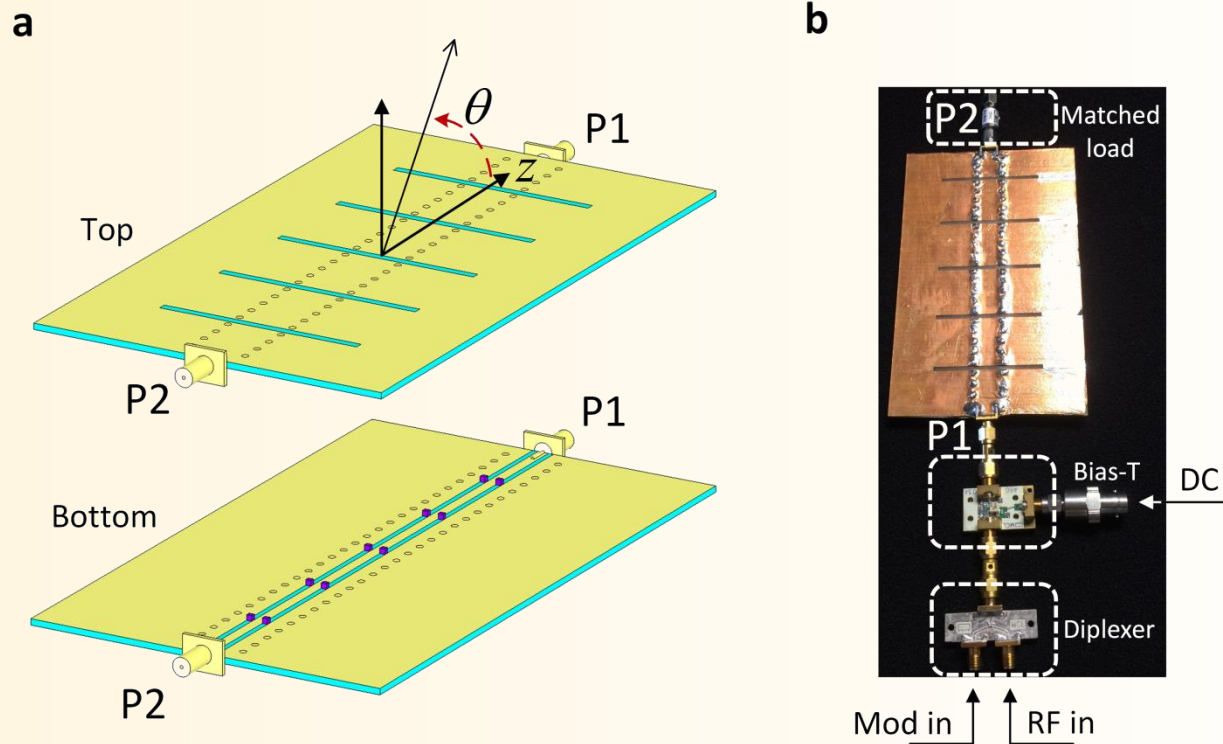 a
θ
z
P1
Top
P2
P1
Bottom
P2
b
P2
Matched
load
P1
Bias-T
DC
Diplexer
Mod in
RF in